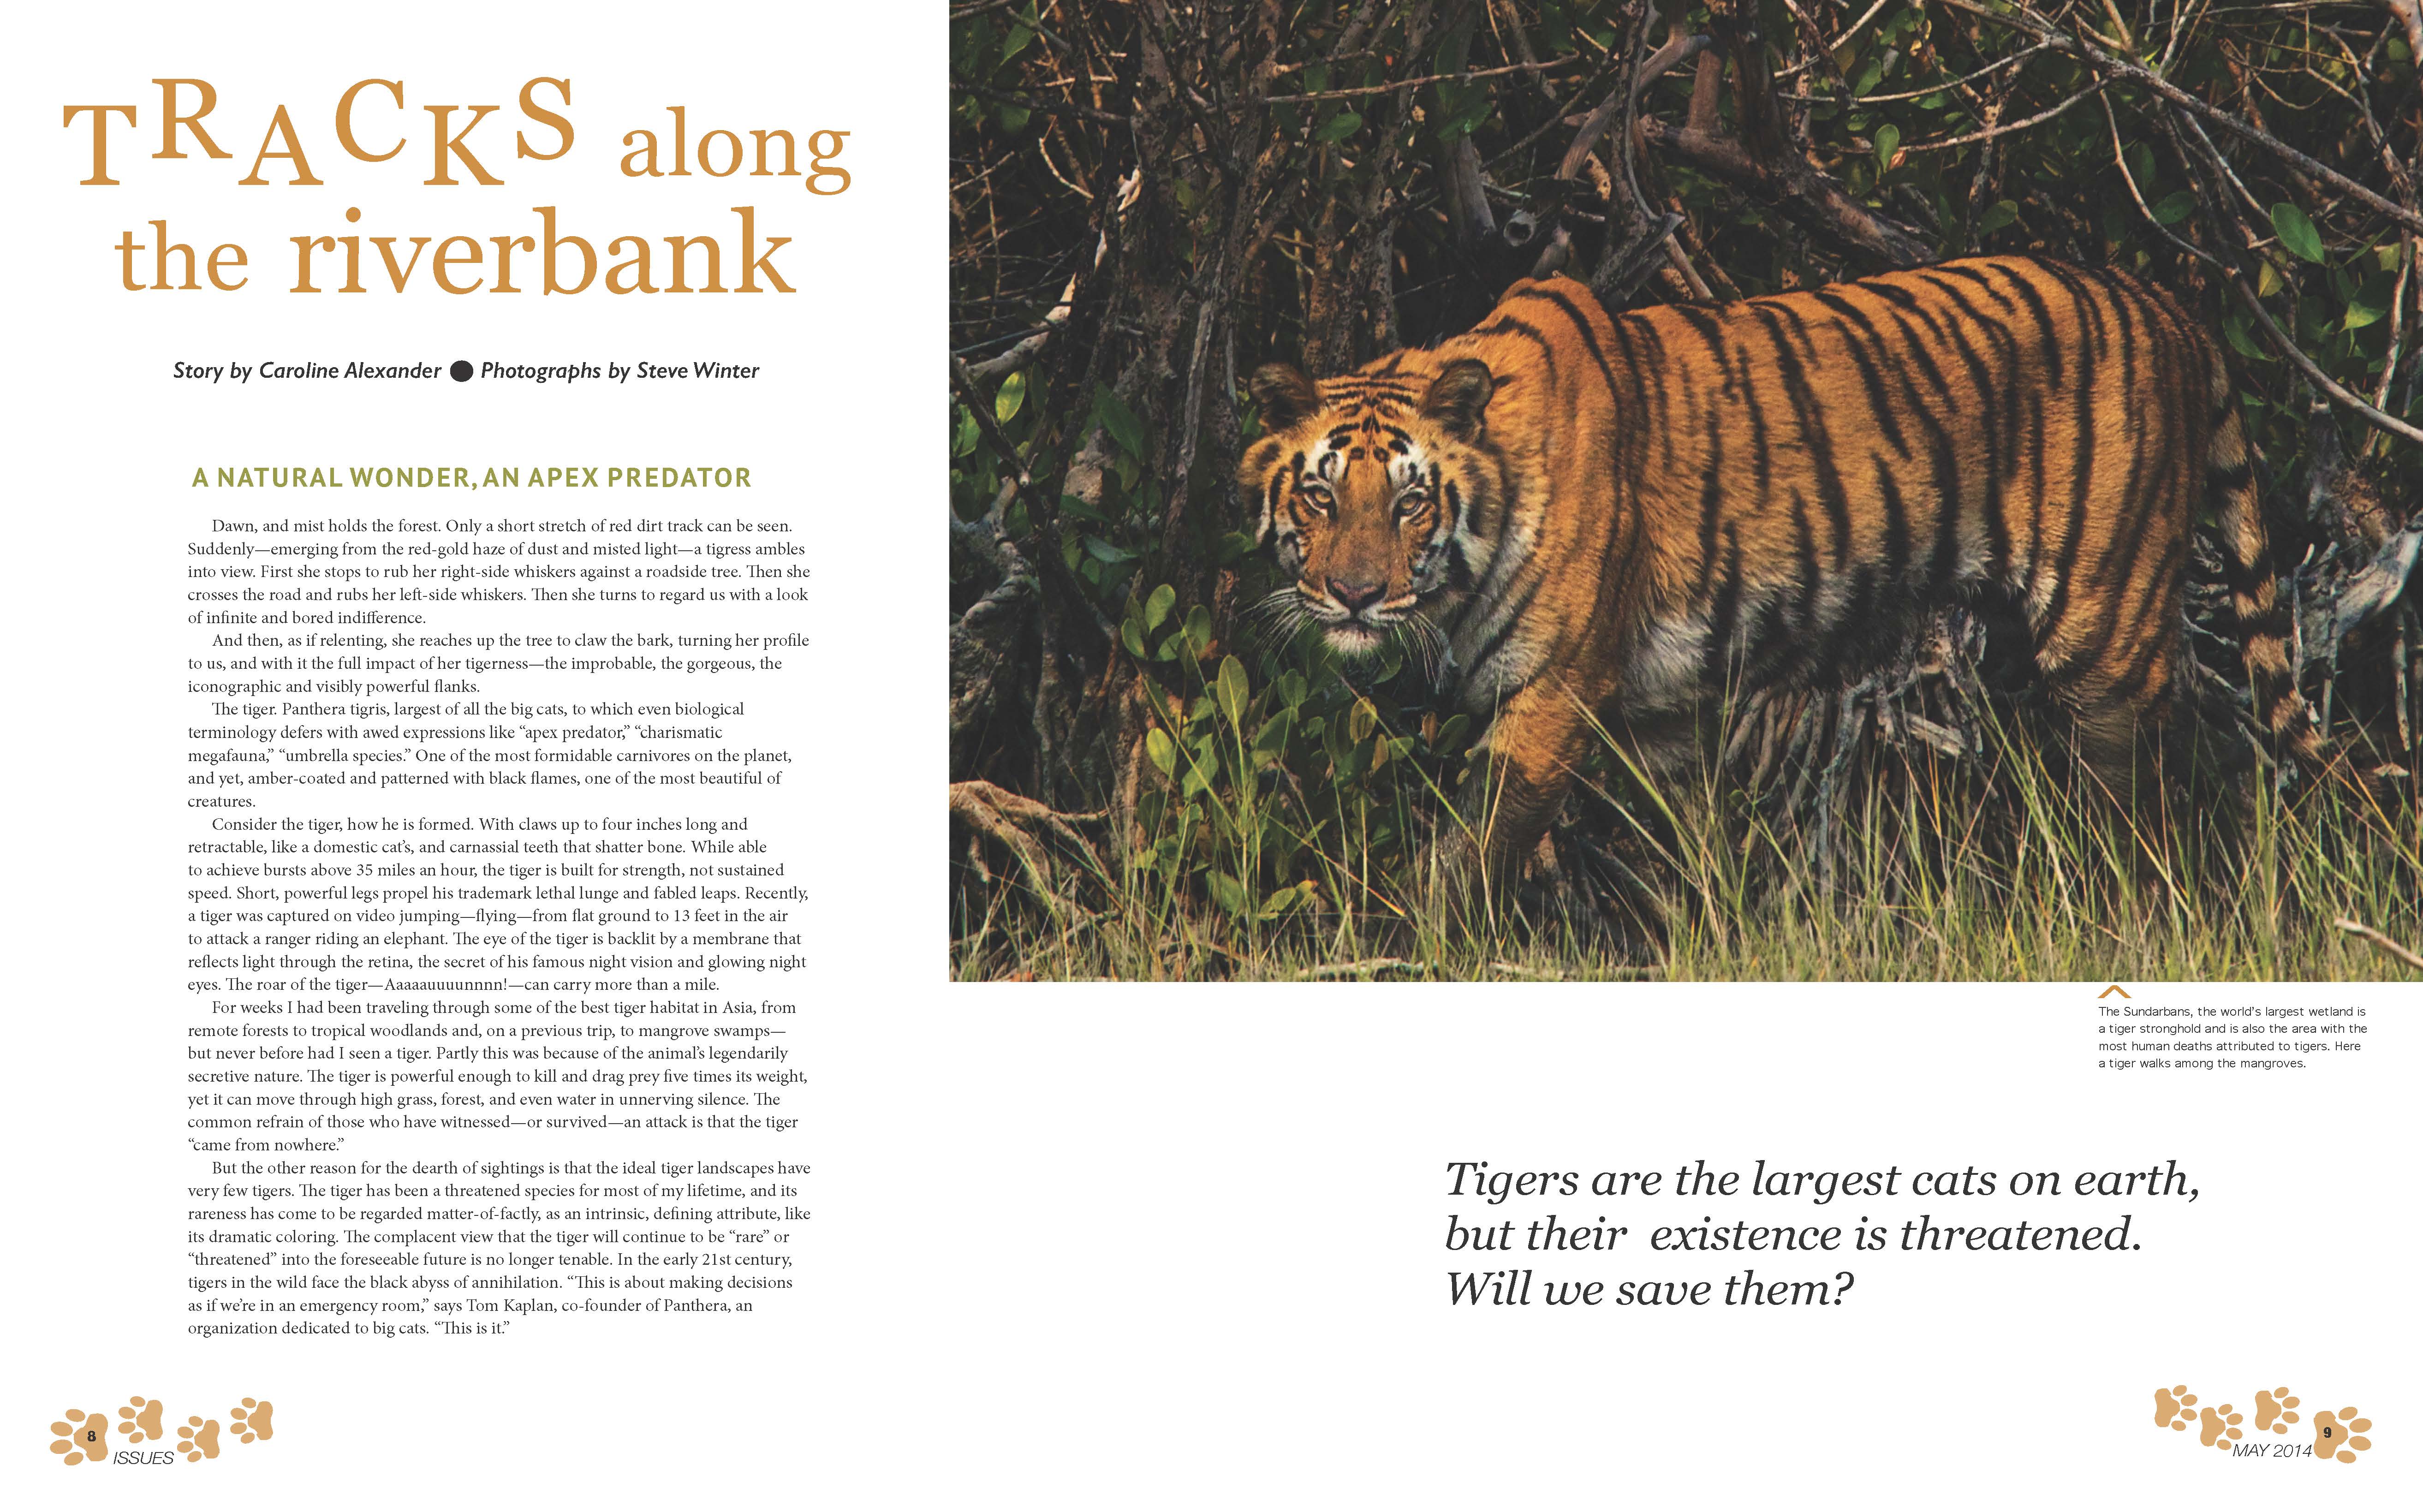 TRACKS along
the riverbank
Story by Caroline Alexander ● Photographs by Steve Winter
A NATURAL WONDER, AN APEX PREDATOR
Dawn, and mist holds the forest. Only a short stretch of red dirt track can be seen.
Suddenly—emerging from the red-gold haze of dust and misted light—a tigress ambles
into view. First she stops to rub her right-side whiskers against a roadside tree. Then she
crosses the road and rubs her left-side whiskers. Then she turns to regard us with a look
of infinite and bored indifference.
And then, as if relenting, she reaches up the tree to claw the bark, turning her profile
to us, and with it the full impact of her tigerness—the improbable, the gorgeous, the
iconographic and visibly powerful flanks.
The tiger. Panthera tigris, largest of all the big cats, to which even biological
terminology defers with awed expressions like “apex predator,” “charismatic
megafauna,” “umbrella species.” One of the most formidable carnivores on the planet,
and yet, amber-coated and patterned with black flames, one of the most beautiful of
creatures.
Consider the tiger, how he is formed. With claws up to four inches long and
retractable, like a domestic cat’s, and carnassial teeth that shatter bone. While able
to achieve bursts above 35 miles an hour, the tiger is built for strength, not sustained
speed. Short, powerful legs propel his trademark lethal lunge and fabled leaps. Recently,
a tiger was captured on video jumping—flying—from flat ground to 13 feet in the air
to attack a ranger riding an elephant. The eye of the tiger is backlit by a membrane that
reflects light through the retina, the secret of his famous night vision and glowing night
eyes. The roar of the tiger—Aaaaauuuunnnn!—can carry more than a mile.
For weeks I had been traveling through some of the best tiger habitat in Asia, from
remote forests to tropical woodlands and, on a previous trip, to mangrove swamps—
but never before had I seen a tiger. Partly this was because of the animal’s legendarily
secretive nature. The tiger is powerful enough to kill and drag prey five times its weight,
yet it can move through high grass, forest, and even water in unnerving silence. The
common refrain of those who have witnessed—or survived—an attack is that the tiger
“came from nowhere.”
But the other reason for the dearth of sightings is that the ideal tiger landscapes have
very few tigers. The tiger has been a threatened species for most of my lifetime, and its
rareness has come to be regarded matter-of-factly, as an intrinsic, defining attribute, like
its dramatic coloring. The complacent view that the tiger will continue to be “rare” or
“threatened” into the foreseeable future is no longer tenable. In the early 21st century,
tigers in the wild face the black abyss of annihilation. “This is about making decisions
as if we’re in an emergency room,” says Tom Kaplan, co-founder of Panthera, an
organization dedicated to big cats. “This is it.”
8
ISSUES
The Sundarbans, the world’s largest wetland is
a tiger stronghold and is also the area with the
most human deaths attributed to tigers. Here
a tiger walks among the mangroves.
Tigers are the largest cats on earth,
but their existence is threatened.
Will we save them?
MAY 2014
9